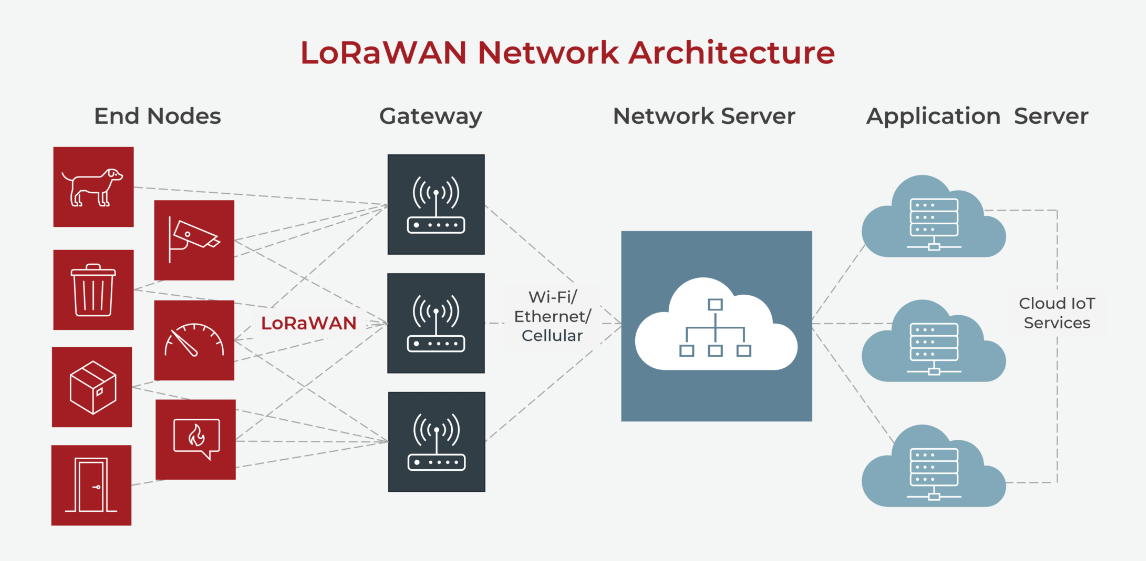 LoRaWAN Network Architecture
End Nodes
Gateway
Network Server
Application Server
LoRaWAN
Wi-Fi/
Ethernet/
Cellular
Cloud IoT
Services